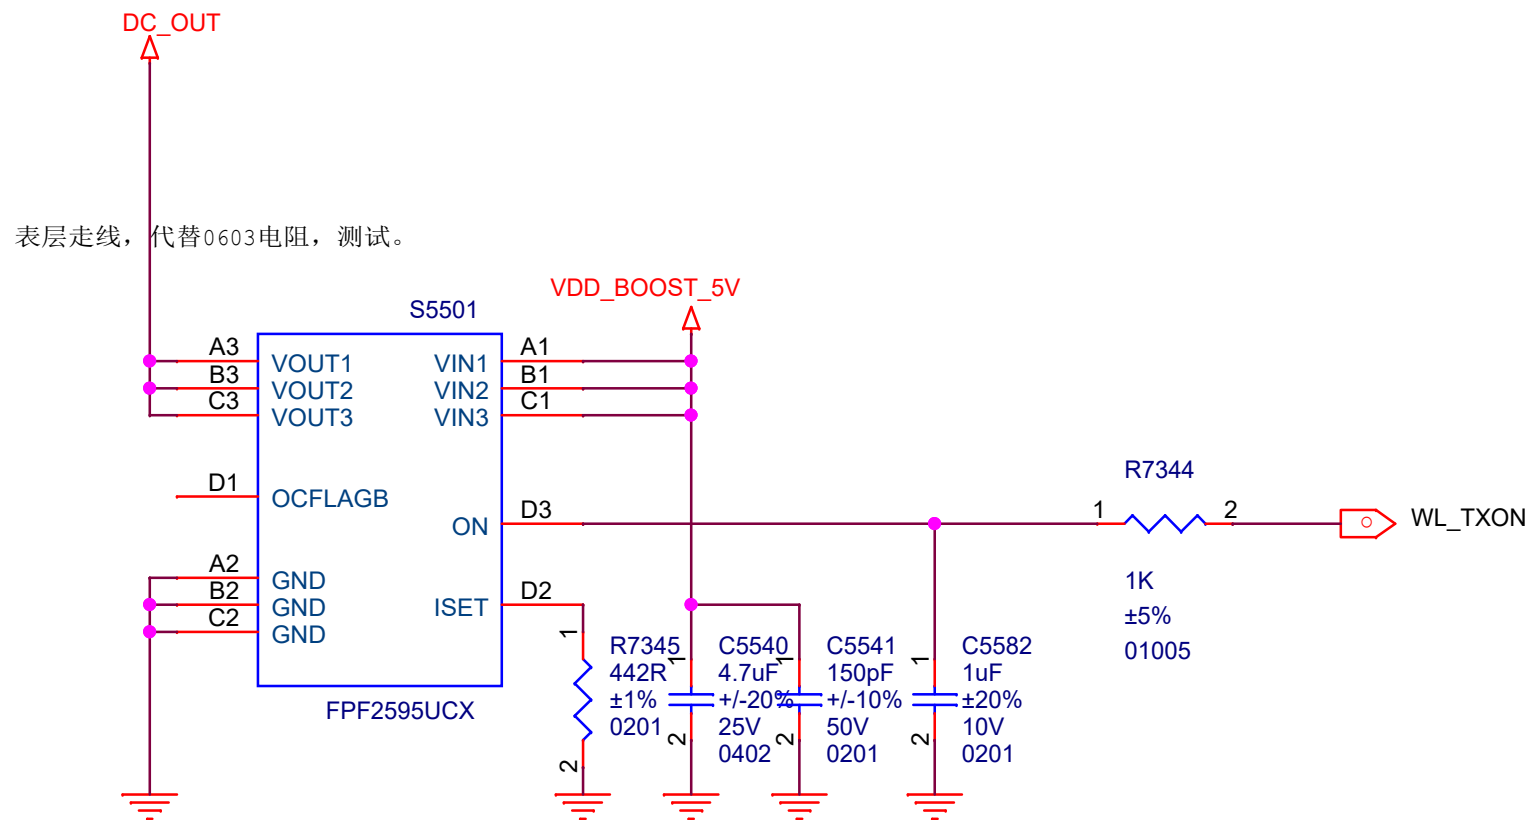 DC_OUT
表层走线，代替0603电阻，测试。
VDD_BOOST_5V
S5501
A3
VOUT1
VIN1
A1
B3
VOUT2
VIN2
B1
C3
VOUT3
VIN3
C1
D1
OCFLAGB
ON
D3
A2
GND
B2
GND
C2
GND
ISET
D2
FPF2595UCX
R7344
1
2
WL_TXON
1K
±5%
01005
1
R7345
442R
±1%
0201
2
1
C5540
4.7uF
+/-20%
25V
0402
2
1
C5541
150pF
+/-10%
50V
0201
2
1
C5582
1uF
±20%
10V
0201
2